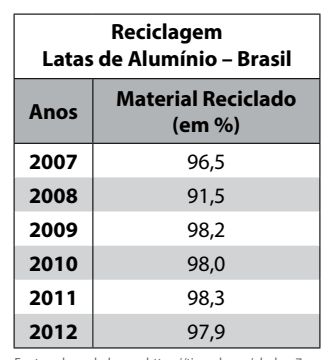 Reciclagem
Latas de Alumínio – Brasil
Anos Material Reciclado
(em %)
2007 96,5
2008 91,5
2009 98,2
2010 98,0
2011 98,3
2012 97,9